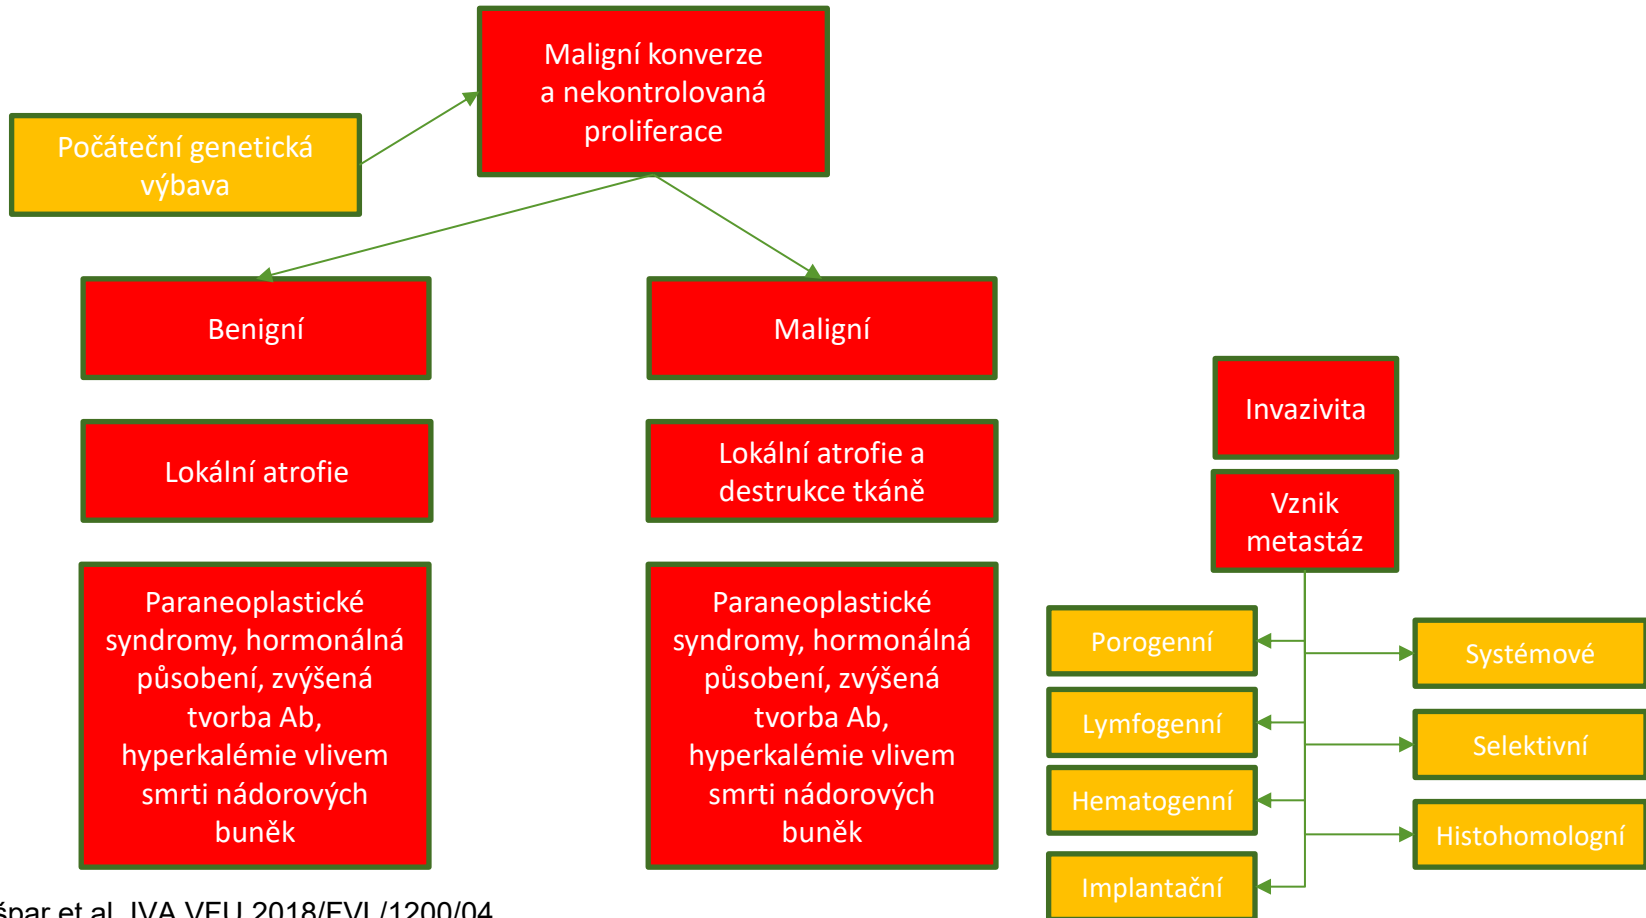 Maligní konverze
a nekontrolovaná
proliferace
Počáteční genetická
výbava
Benigní
Maligní
Lokální atrofie
Lokální atrofie a
destrukce tkáně
Paraneoplastické
syndromy, hormonálná
působení, zvýšená
tvorba Ab,
hyperkalémie vlivem
smrti nádorových
buněk
Paraneoplastické
syndromy, hormonálná
působení, zvýšená
tvorba Ab,
hyperkalémie vlivem
smrti nádorových
buněk
Invazivita
Vznik
metastáz
Porogenní
Lymfogenní
Hematogenní
Implantační
Systémové
Selektivní
Histohomologní
et al. IVA VFU 2018/FVL/1200/04